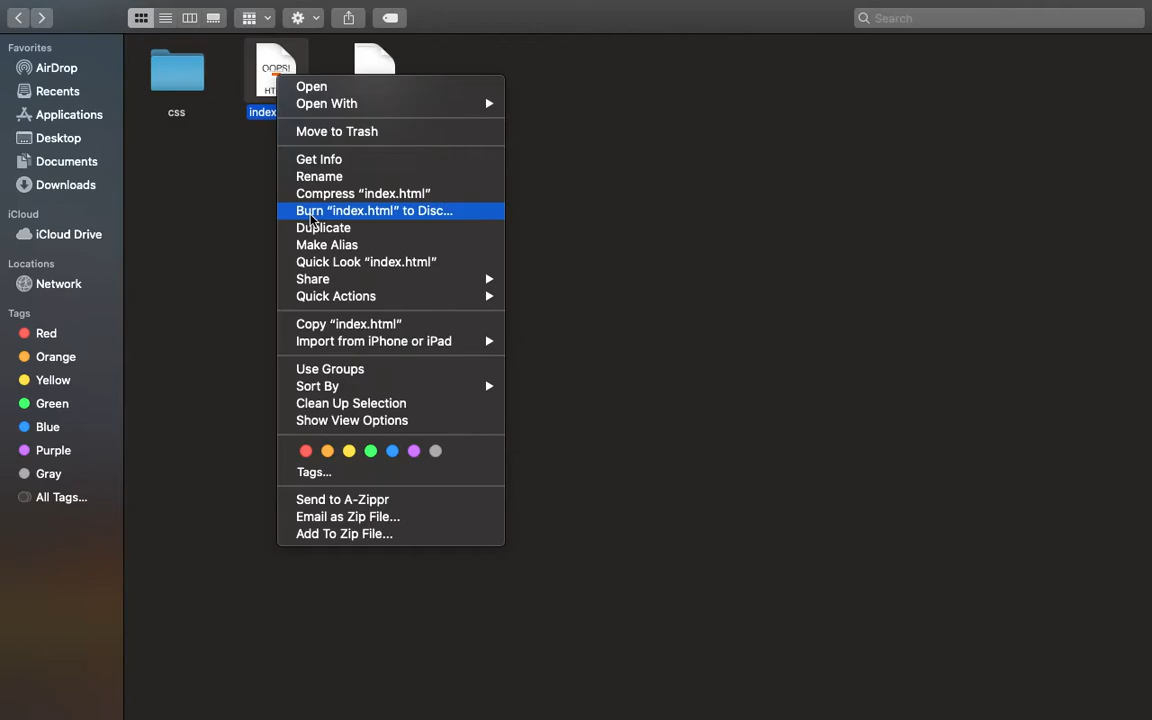 Search
Favorites
AirDrop
Recents
Applications
Desktop
Documents
Downloads
iCloud
iCloud Drive
Locations
Network
Tags
Red
Orange
Yellow
Green
Blue
Purple
Gray
All Tags...
css
OOPS!
HT
index
Open
Open With
Move to Trash
Get Info
Rename
Compress “index.html”
Burn “index.html” to Disc...
Duplicate
Make Alias
Quick Look “index.html”
Share
Quick Actions
Copy “index.html”
Import from iPhone or iPad
Use Groups
Sort By
Clean Up Selection
Show View Options
Tags...
Send to A-Zippr
Email as Zip File...
Add To Zip File...